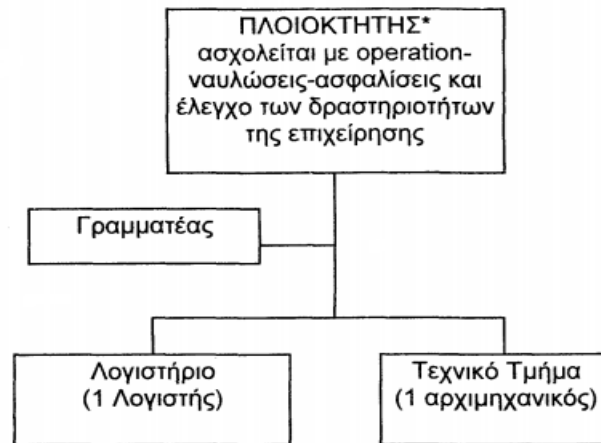 ΠΛΟΙΟΚΤΗΤΗΣ*
ασχολείται με operation-
ναυλώσεις-ασφαλίσεις και
έλεγχο των δραστηριοτήτων
της επιχείρησης
Γραμματέας
Λογιστήριο
(1 Λογιστής)
Τεχνικό Τμήμα
(1 αρχιμηχανικός)